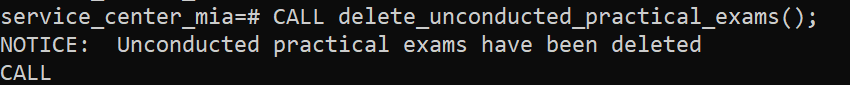 service_center_mia=# CALL delete_unconducted_practical_exams();
NOTICE:  Unconducted practical exams have been deleted
CALL